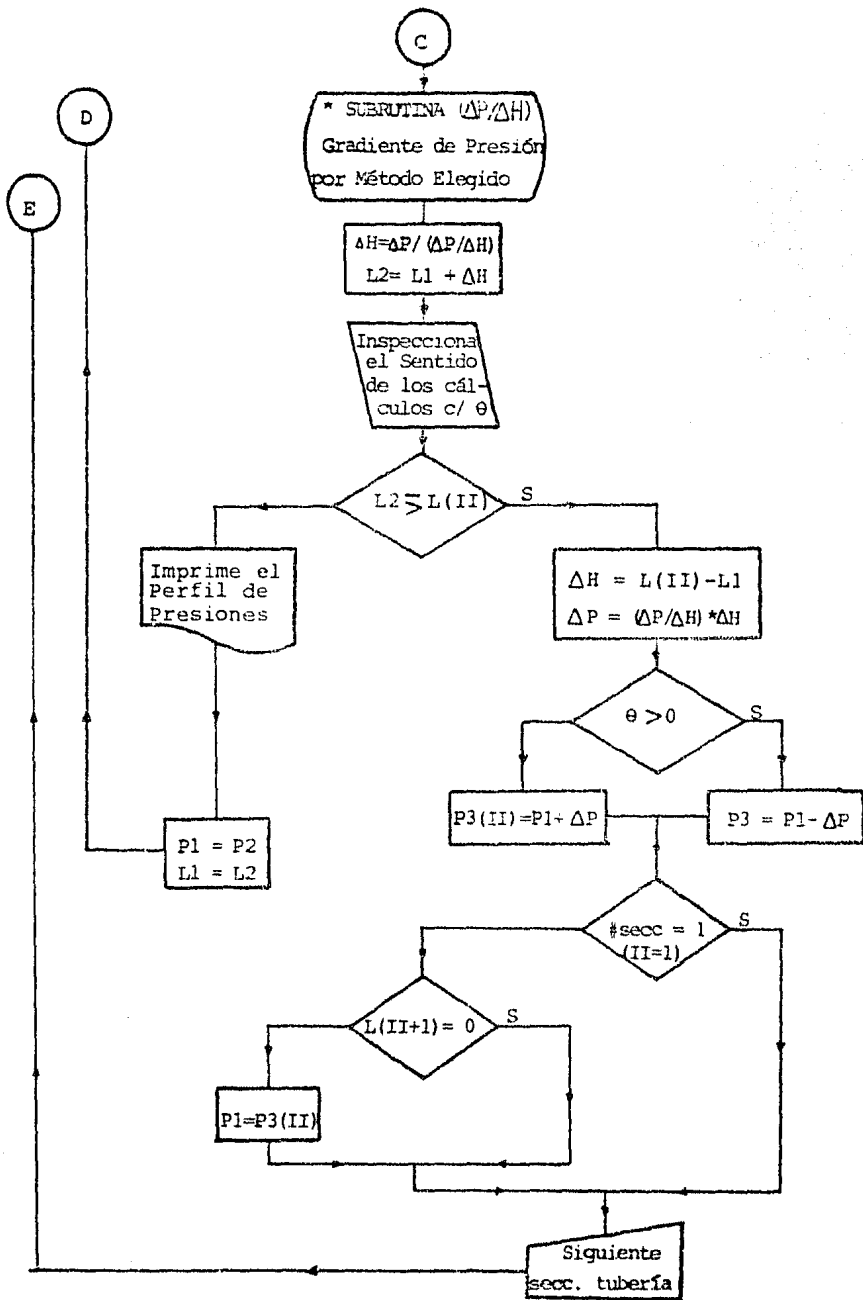 C
* SUBRUTINA (ΔP/ΔH)
Gradiente de Presión
por Método Elegido
D
E
ΔH=ΔP/(ΔP/ΔH)
L2= L1 + ΔH
Inspecciona
el Sentido
de los cál-
culos c/ θ
L2 ⋝ L(II)
S
Imprime el
Perfil de
Presiones
ΔH = L(II)-L1
ΔP = (ΔP/ΔH)*ΔH
θ > 0
S
P3(II)=P1+ ΔP
P3 = P1- ΔP
P1 = P2
L1 = L2
#secc = 1
(II=1)
S
L(II+1)= 0
S
P1=P3(II)
Siguiente
secc. tubería